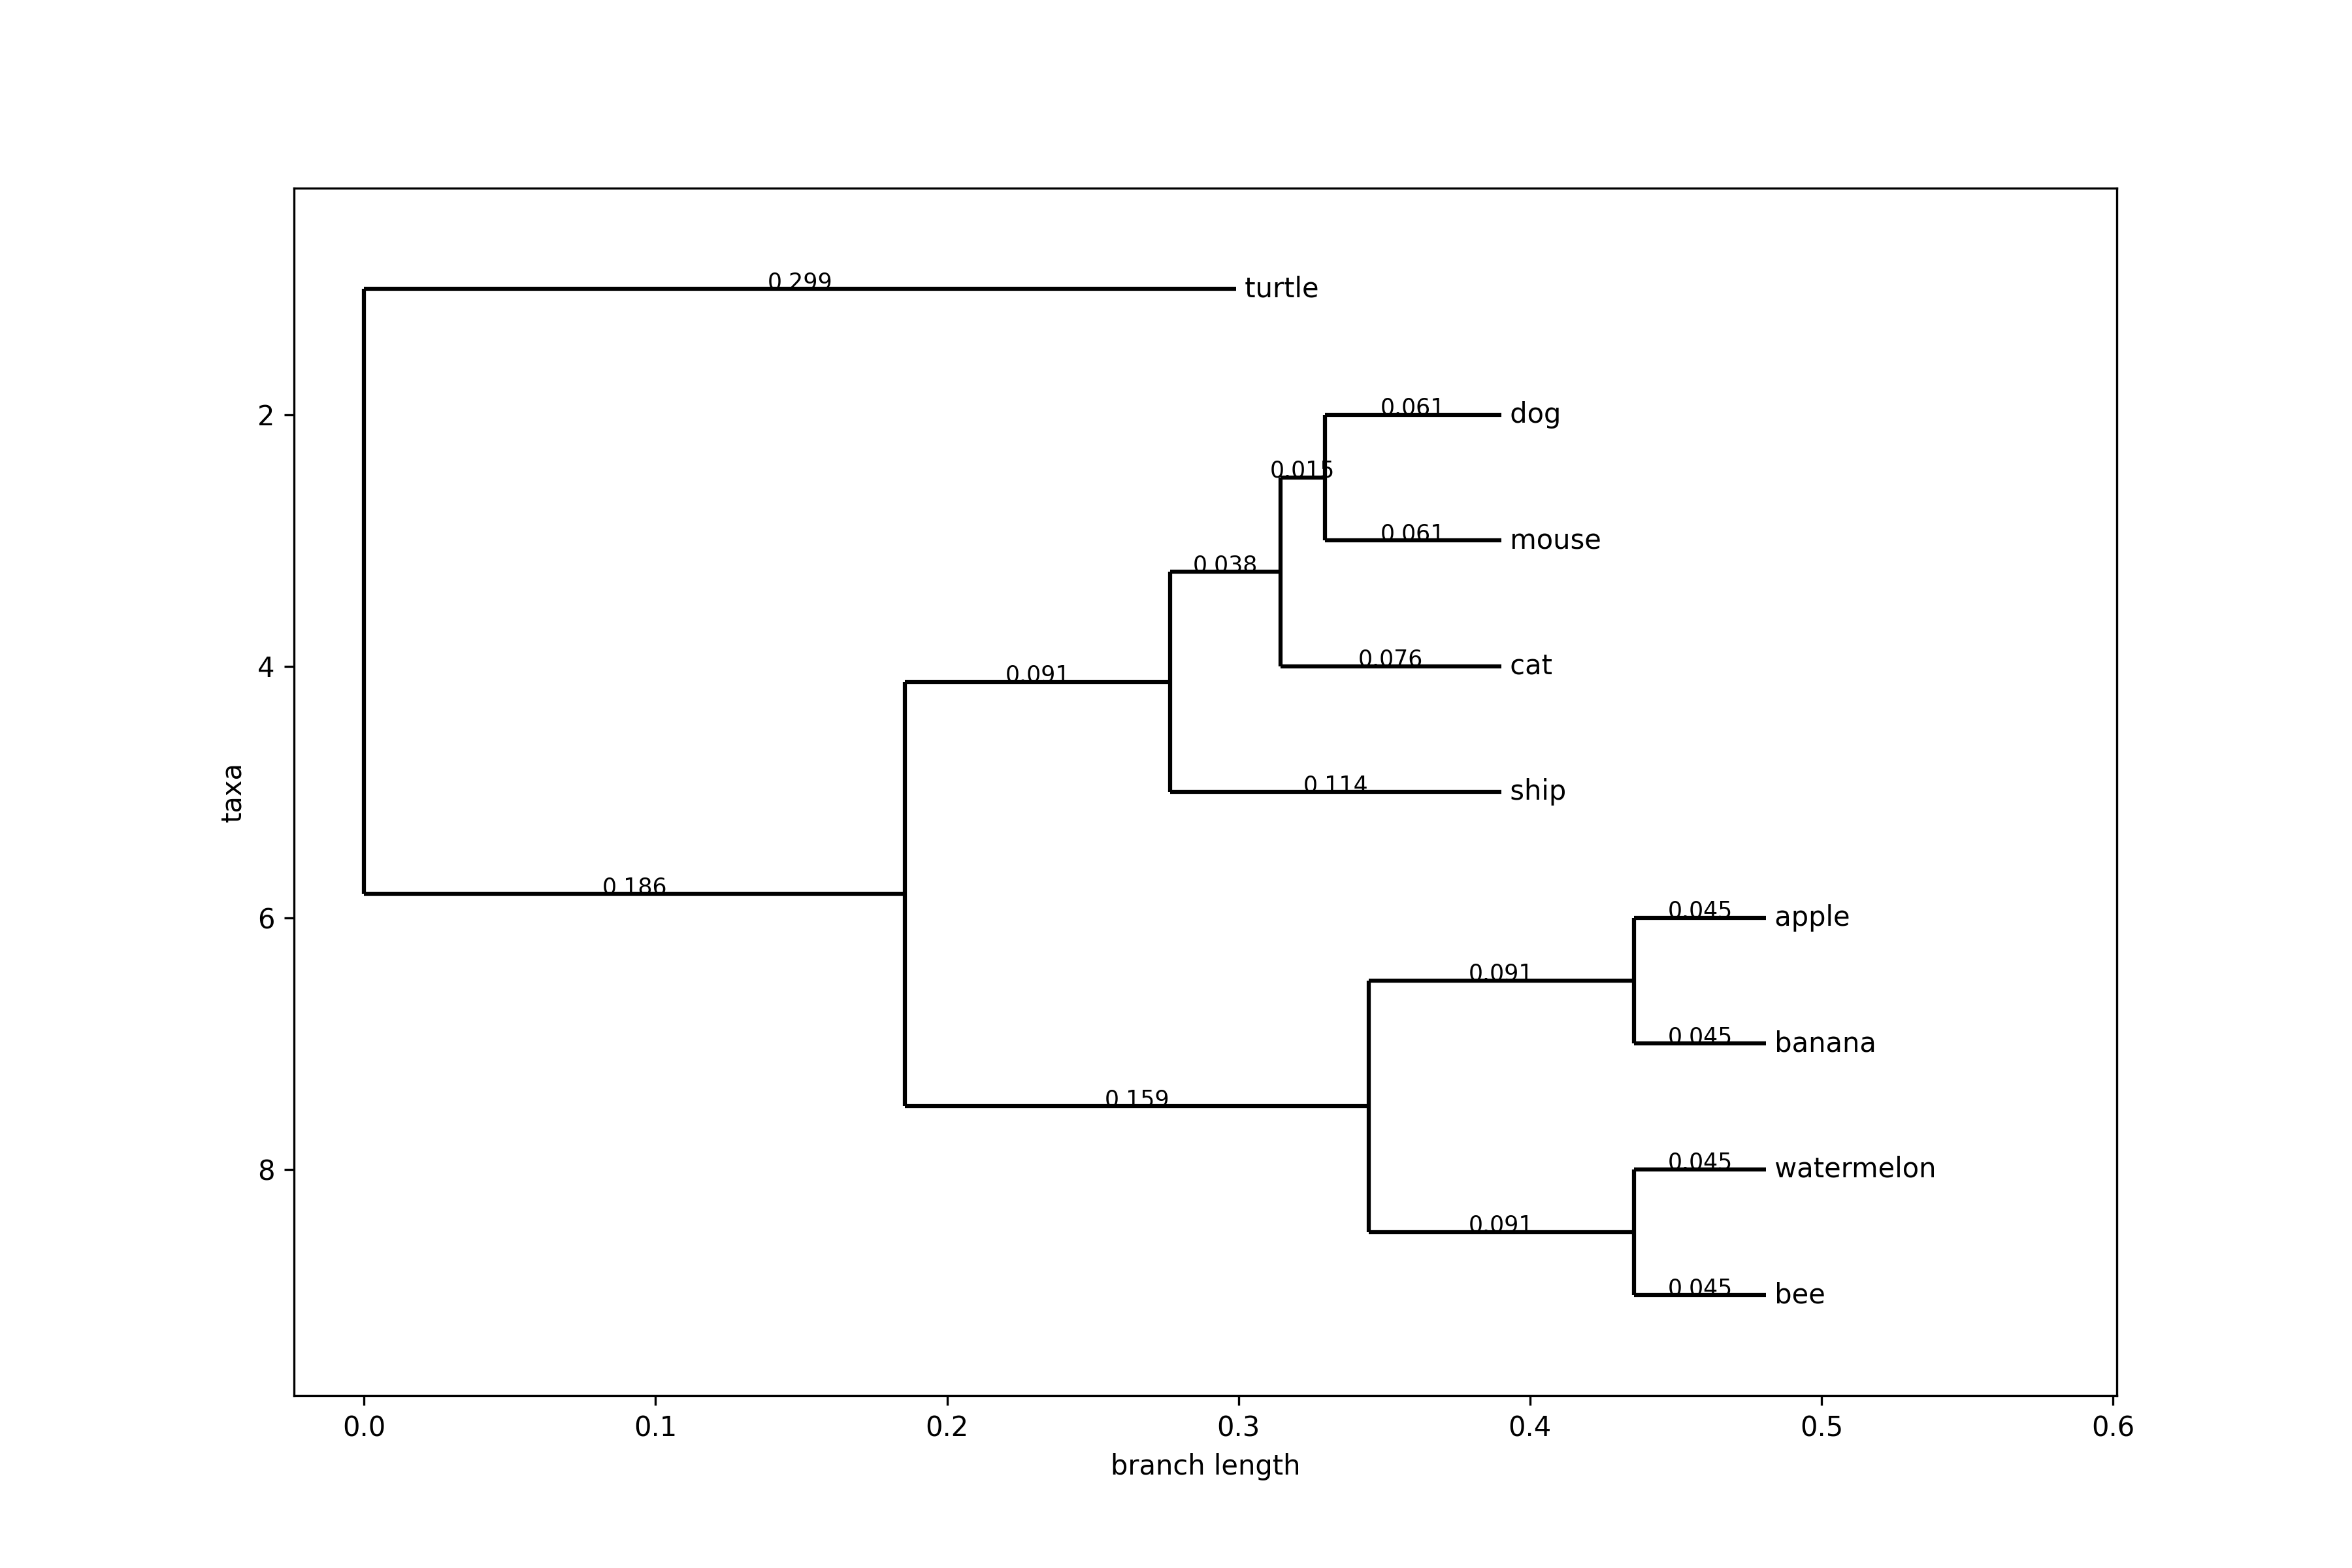 0.299
turtle
0.061
dog
2
0.015
0.061
mouse
0.038
0.076
cat
4
0.091
0.114
ship
taxa
0.186
0.045
apple
6
0.091
0.045
banana
0.159
0.045
watermelon
8
0.091
0.045
bee
0.0 0.1 0.2 0.3 0.4 0.5 0.6
branch length